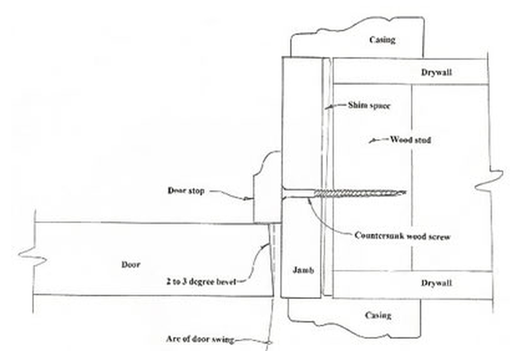 Casing
Drywall
Shim space
Wood stud
Door stop
Countersunk wood screw
Door
Jamb
2 to 3 degree bevel
Drywall
Casing
Arc of door swing